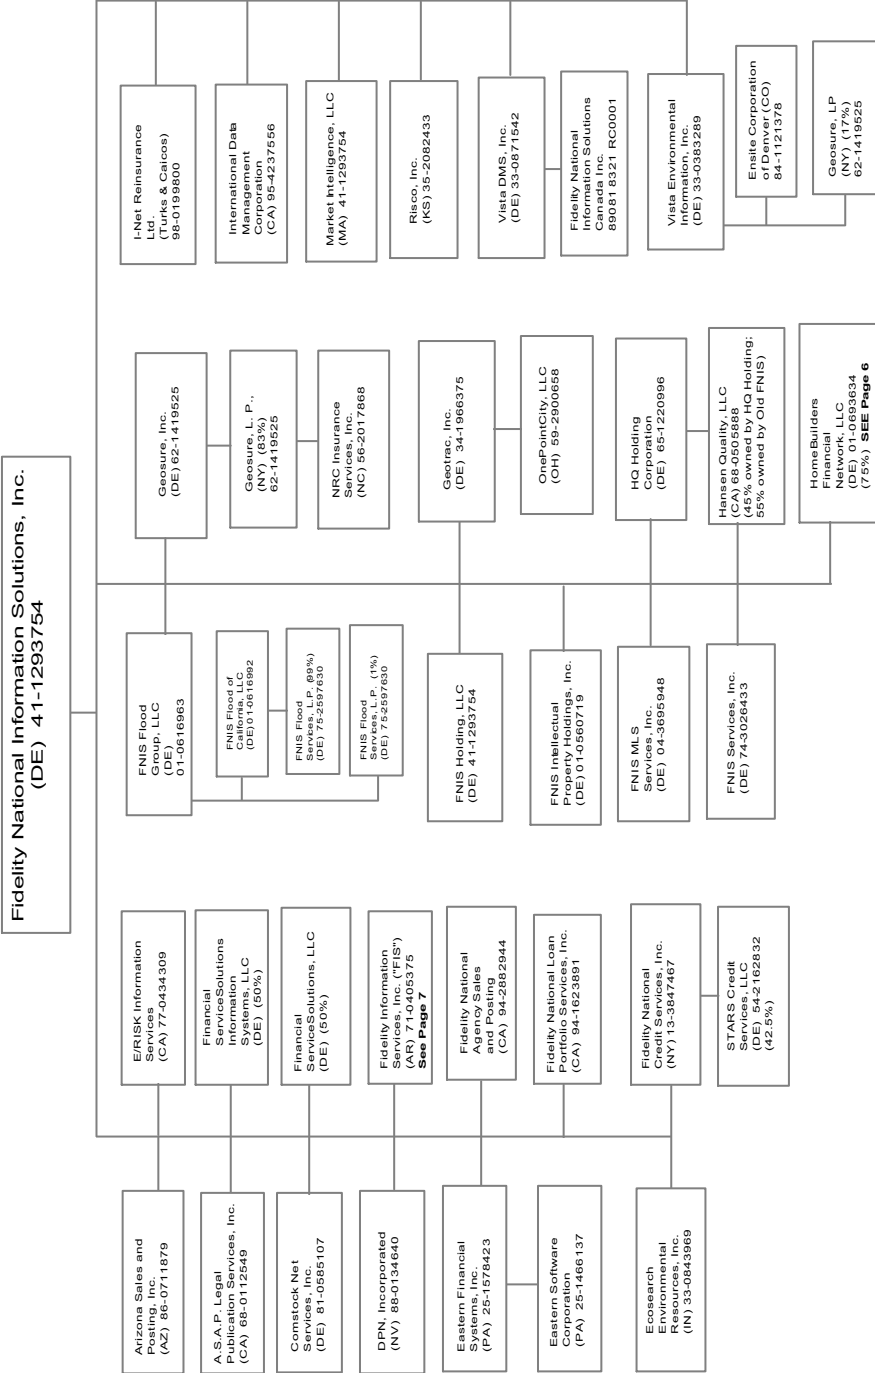 Fidelity National Information Solutions, Inc.
(DE) 41-1293754
Arizona Sales and
Posting, Inc.
(AZ) 86-0711879
A.S.A.P. Legal
Publication Services, Inc.
(CA) 68-0112549
Comstock Net
Services, Inc.
(DE) 81-0585107
DPN, Incorporated
(NV) 88-0134640
Eastern Financial
Systems, Inc.
(PA) 25-1578423
Eastern Software
Corporation
(PA) 25-1466137
Ecosearch
Environmental
Resources, Inc.
(IN) 33-0843969
E/RISK Information
Services
(CA) 77-0434309
Financial
ServiceSolutions
Information
Systems, LLC
(DE) (50%)
Financial
ServiceSolutions, LLC
(DE) (50%)
Fidelity Information
Services, Inc. ("FIS")
(AR) 71-0405375
See Page 7
Fidelity National
Agency Sales
and Posting
(CA) 94-2882944
Fidelity National Loan
Portfolio Services, Inc.
(CA) 94-1623891
Fidelity National
Credit Services, Inc.
(NY) 13-3847467
STARS Credit
Services, LLC
(DE) 54-2162832
(42.5%)
FNIS Flood
Group, LLC
(DE)
01-0616963
FNIS Flood of
California, LLC
(DE) 01-0616992
FNIS Flood
Services, L.P. (99%)
(DE) 75-2597630
FNIS Flood
Services, L.P. (1%)
(DE) 75-2597630
FNIS Holding, LLC
(DE) 41-1293754
FNIS Intellectual
Property Holdings, Inc.
(DE) 01-0560719
FNIS MLS
Services, Inc.
(DE) 04-3695948
FNIS Services, Inc.
(DE) 74-3026433
Geosure, Inc.
(DE) 62-1419525
Geosure, L. P.,
(NY) (83%)
62-1419525
NRC Insurance
Services, Inc.
(NC) 56-2017868
Geotrac, Inc.
(DE) 34-1966375
OnePointCity, LLC
(OH) 59-2900658
HQ Holding
Corporation
(DE) 65-1220996
Hansen Quality, LLC
(CA) 68-0505888
(45% owned by HQ Holding;
55% owned by Old FNIS)
HomeBuilders
Financial
Network, LLC
(DE) 01-0693634
(75%) SEE Page 6
I-Net Reinsurance
Ltd.
(Turks & Caicos)
98-0199800
International Data
Management
Corporation
(CA) 95-4237556
Market Intelligence, LLC
(MA) 41-1293754
Risco, Inc.
(KS) 35-2082433
Vista DMS, Inc.
(DE) 33-0871542
Fidelity National
Information Solutions
Canada Inc.
89081 8321 RC0001
Vista Environmental
Information, Inc.
(DE) 33-0383289
Ensite Corporation
of Denver (CO)
84-1121378
Geosure, LP
(NY) (17%)
62-1419525